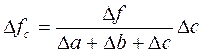 Δf_c = Δf / (Δa + Δb + Δc) Δc